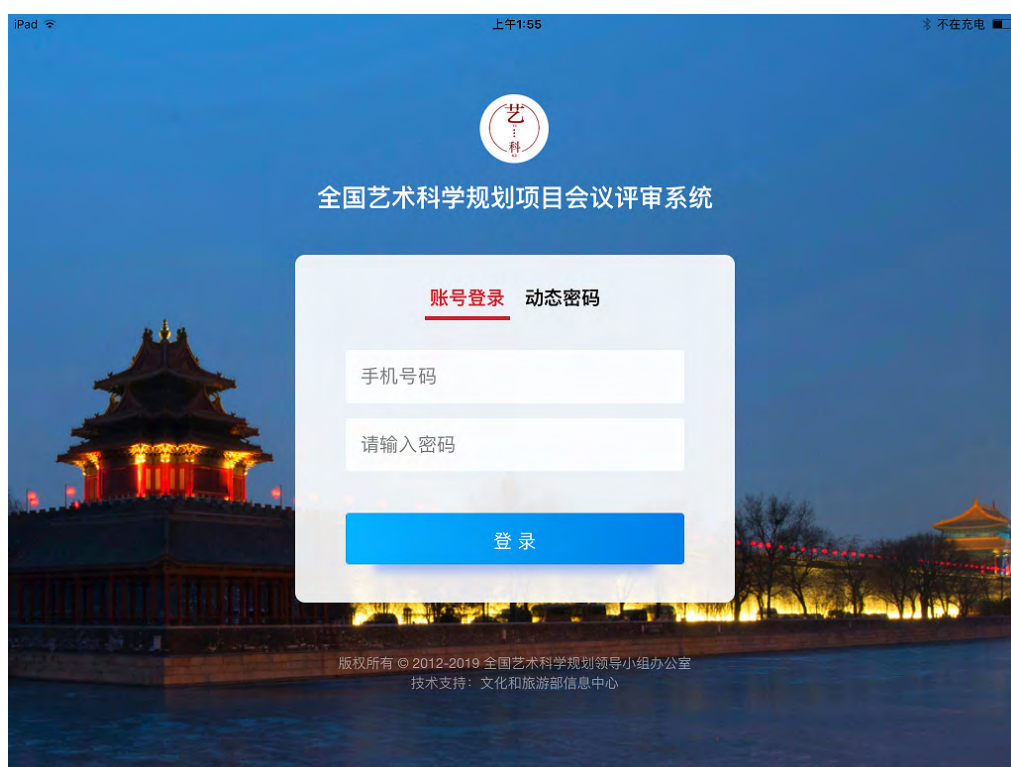 iPad 上午1:55 不在充电
艺
科
全国艺术科学规划项目会议评审系统
账号登录 动态密码
手机号码
请输入密码
登录
版权所有 © 2012-2019 全国艺术科学规划领导小组办公室
技术支持：文化和旅游部信息中心